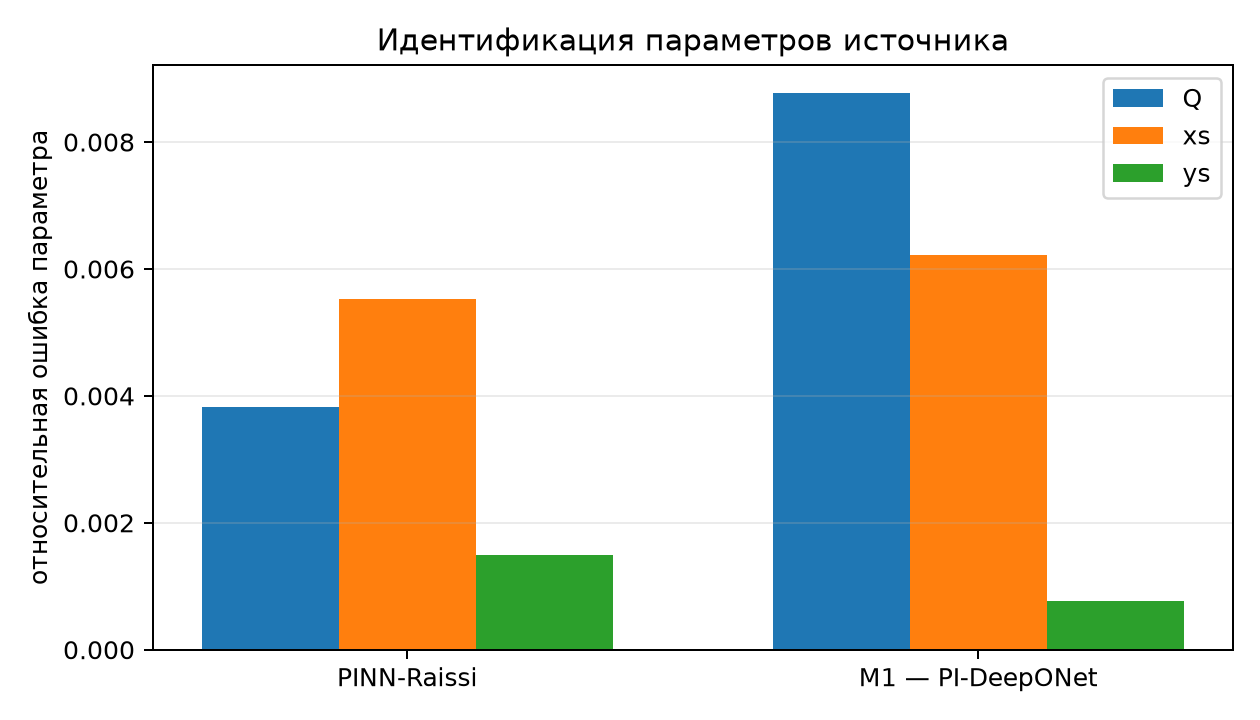 Идентификация параметров источника
относительная ошибка параметра
0.008
0.006
0.004
0.002
0.000
Q
xs
ys
PINN-Raissi
M1 — PI-DeepONet